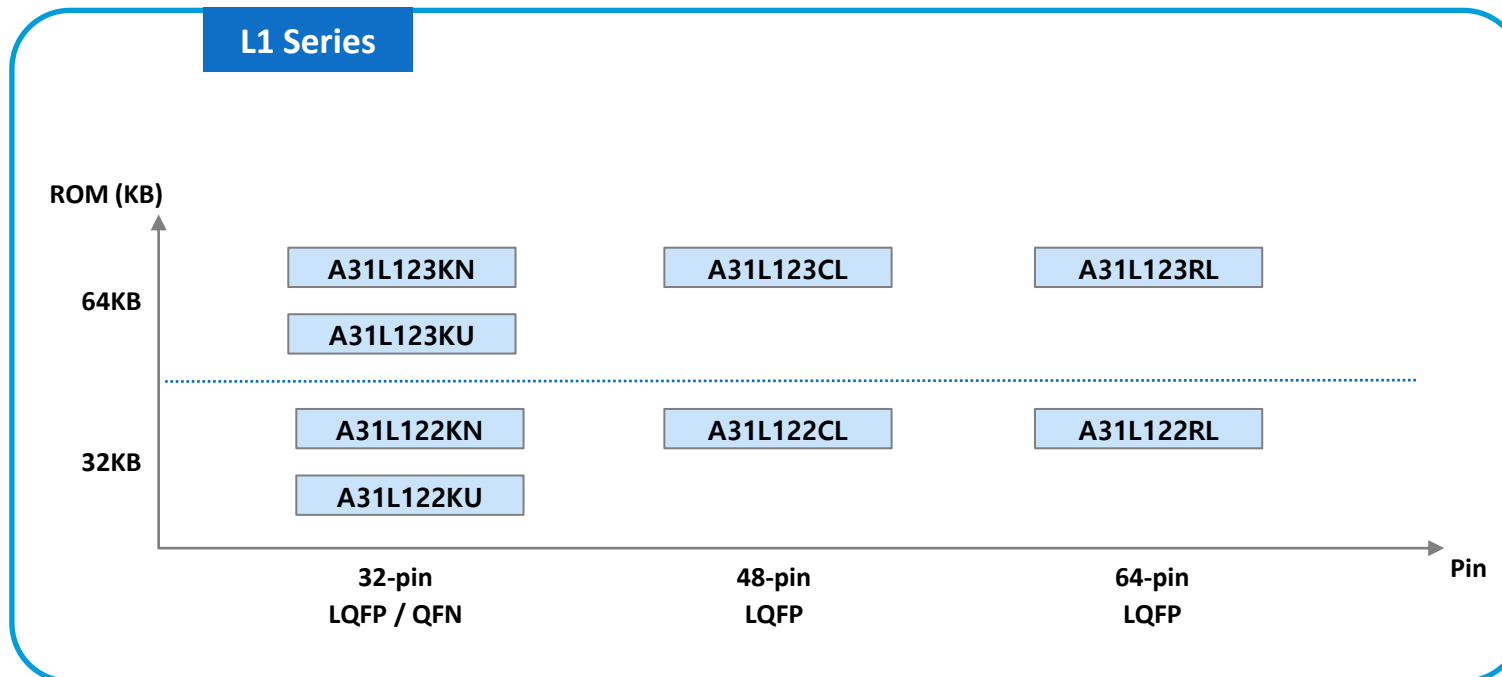 L1 Series
ROM (KB)
A31L123KN A31L123CL A31L123RL
64KB
A31L123KU
A31L122KN A31L122CL A31L122RL
32KB
A31L122KU
Pin
32-pin 48-pin 64-pin
LQFP / QFN LQFP LQFP